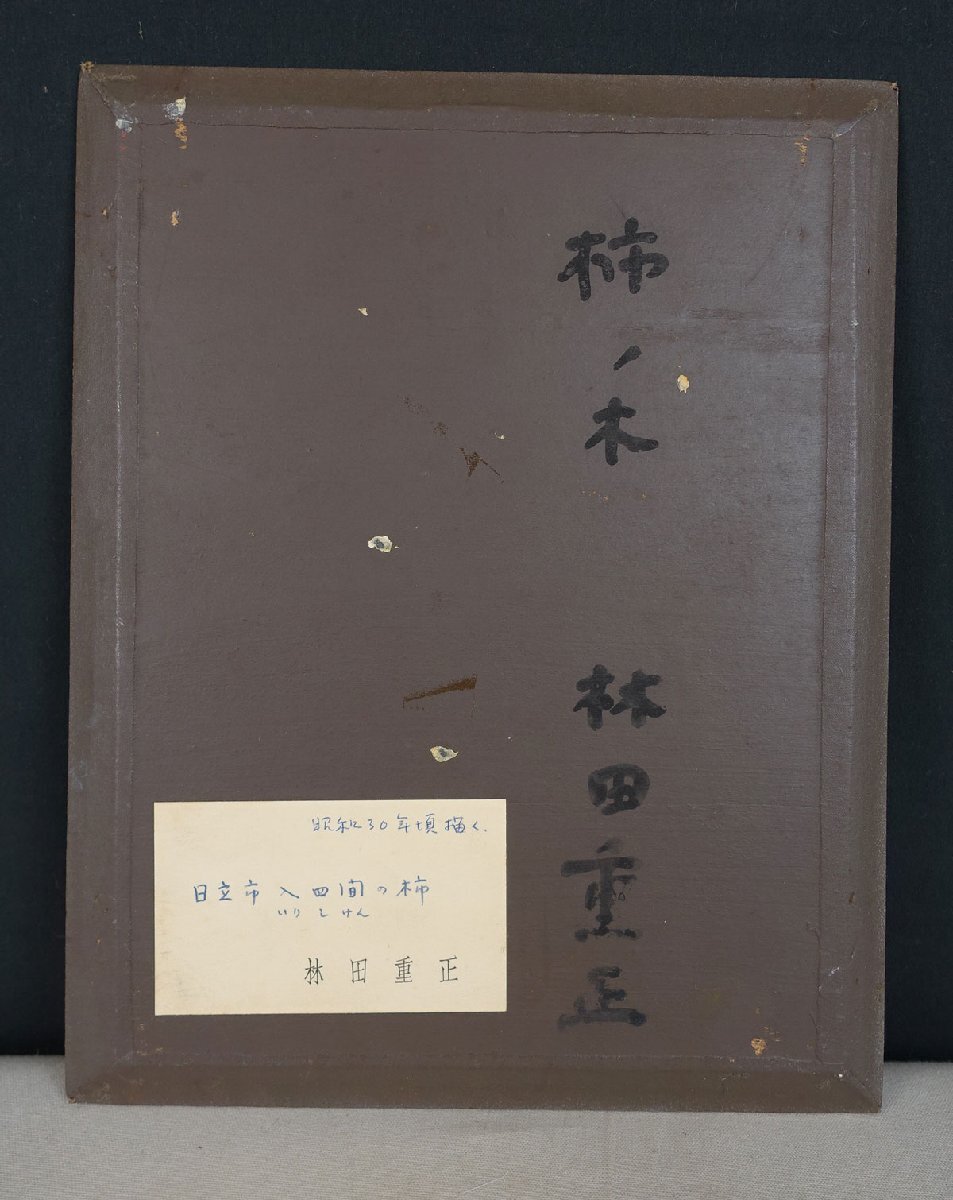 柿ノ木
林田重正
昭和30年頃描く.
日立市入四間の柿
いりしけん
林田重正